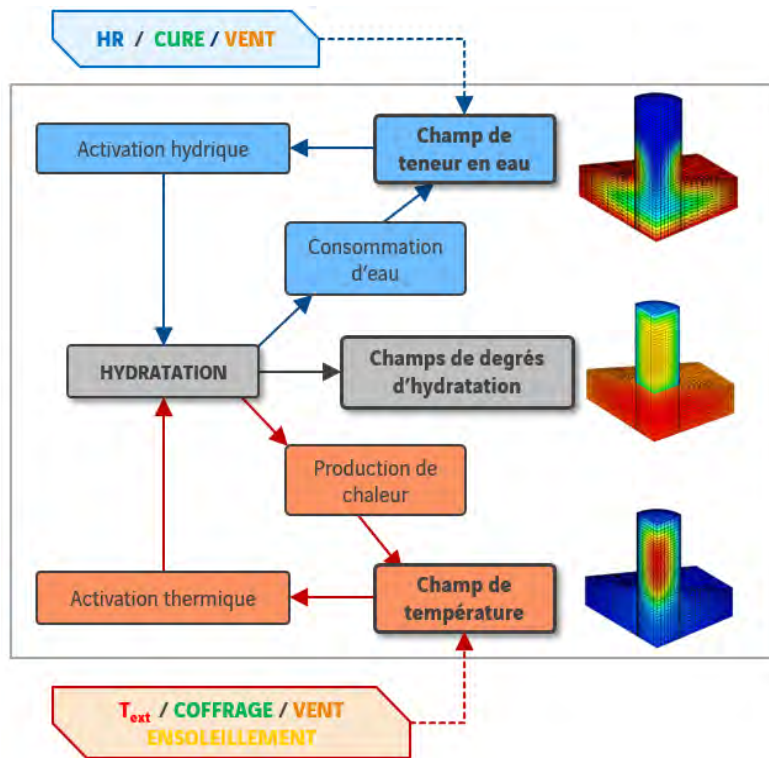 HR / CURE / VENT
Activation hydrique
Champ de
teneur en eau
Consommation
d'eau
HYDRATATION
Champs de degrés
d'hydratation
Production de
chaleur
Activation thermique
Champ de
température
Text / COFFRAGE / VENT
ENSOLEILLEMENT